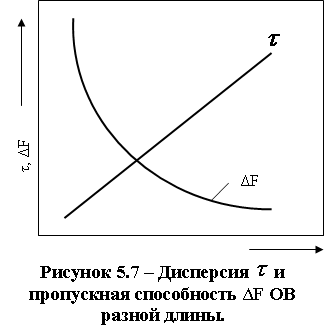 τ
τ, ΔF
ΔF
Рисунок 5.7 – Дисперсия τ и
пропускная способность ΔF ОВ
разной длины.